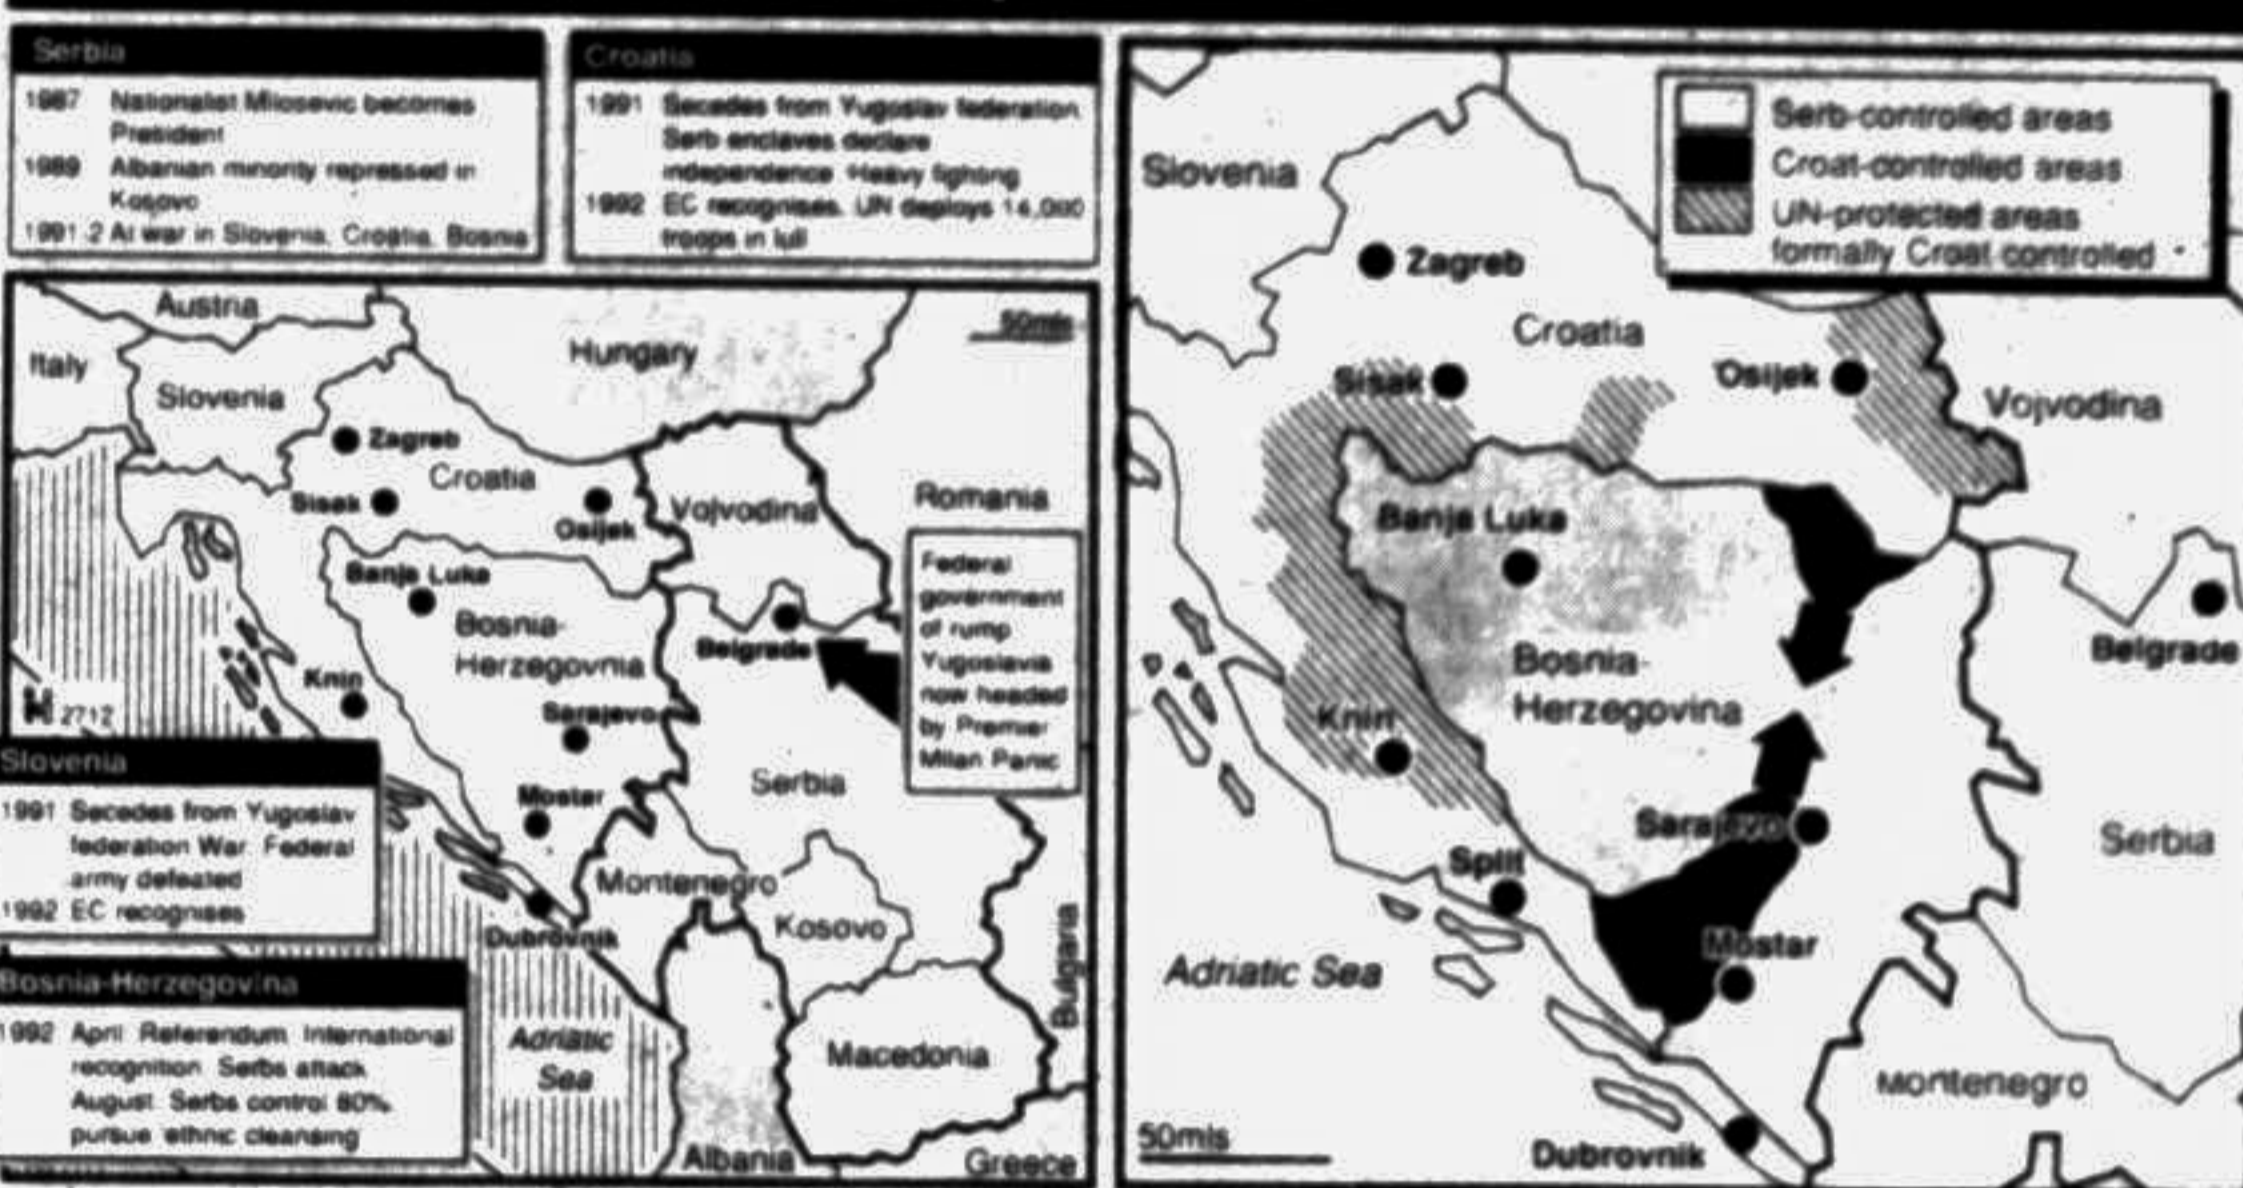 Serbia
1987 Nationalist Milosevic becomes
President
1989 Albanian minority repressed in
Kosovo
1991.2 At war in Slovenia, Croatia, Bosnia
Croatia
1991 Secedes from Yugoslav federation
Serb enclaves declare
independence Heavy fighting
1992 EC recognises. UN deploys 14,000
troops in lull
Austria
Italy
Hungary
50mls
Slovenia
Zagreb
Croatia
Sisak
Osijek
Vojvodina
Romania
Banja Luka
Bosnia-
Herzegovnia
Belgrade
Federal
government
of rump
Yugoslavia
now headed
by Premier
Milan Panic
Knin
Sarajevo
2712
Mostar
Serbia
Montenegro
Kosovo
Dubrovnik
Bulgaria
Adriatic
Sea
Macedonia
Albania
Greece
Slovenia
1991 Secedes from Yugoslav
federation War Federal
army defeated
1992 EC recognises
Bosnia-Herzegovina
1992 April Referendum International
recognition Serbs attack
August Serbs control 60%
pursue 'ethnic cleansing
Serb-controlled areas
Croat-controlled areas
UN-protected areas
formally Croat controlled
Slovenia
Zagreb
Croatia
Sisak
Osijek
Vojvodina
Banja Luka
Bosnia-
Herzegovina
Belgrade
Knin
Sarajevo
Serbia
Split
Mostar
Adriatic Sea
Montenegro
50mls
Dubrovnik